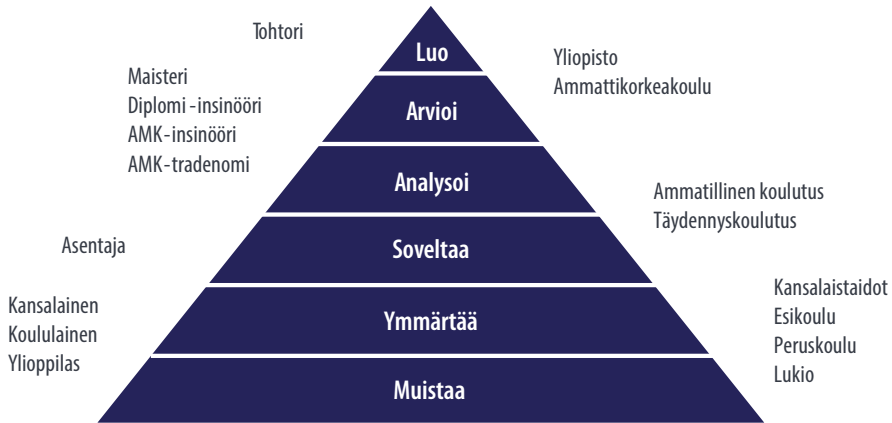 Tohtori
Maisteri
Diplomi-insinööri
AMK-insinööri
AMK-tradenomi
Asentaja
Kansalainen
Koululainen
Ylioppilas
Luo
Arvioi
Analysoi
Soveltaa
Ymmärtää
Muistaa
Yliopisto
Ammattikorkeakoulu
Ammatillinen koulutus
Täydennyskoulutus
Kansalaistaidot
Esikoulu
Peruskoulu
Lukio